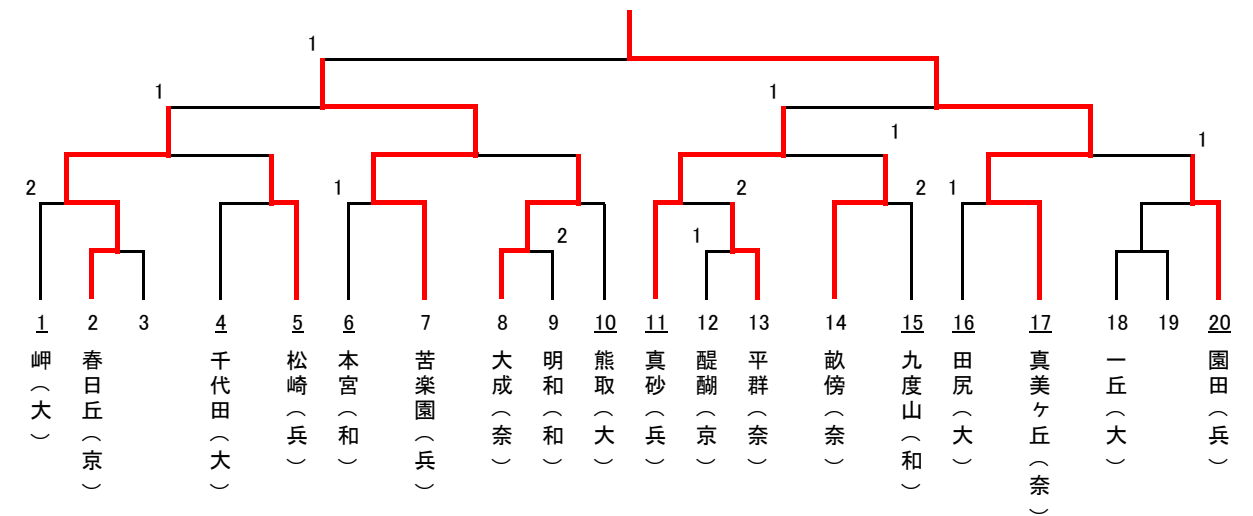 1
1
1
1
1
2
1
2
2
1
2
1
1 2 3 4 5 6 7 8 9 10 11 12 13 14 15 16 17 18 19 20
岬（大）
春日丘（京）
千代田（大）
松崎（兵）
本宮（和）
苦楽園（兵）
大成（奈）
明和（和）
熊取（大）
真砂（兵）
醍醐（京）
平群（奈）
畝傍（奈）
九度山（和）
田尻（大）
真美ヶ丘（奈）
一丘（大）
園田（兵）